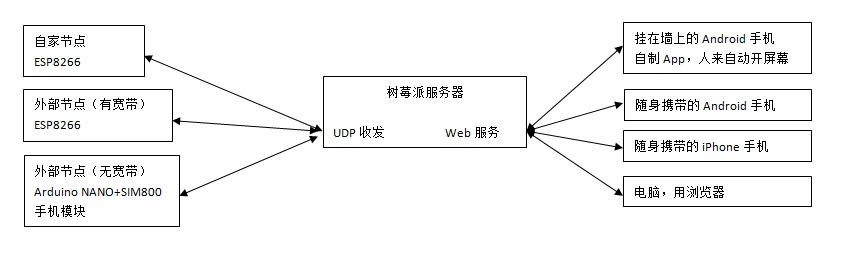 自家节点
ESP8266
外部节点（有宽带）
ESP8266
外部节点（无宽带）
Arduino NANO+SIM800
手机模块
树莓派服务器
UDP 收发 Web 服务
挂在墙上的 Android 手机
自制 App，人来自动开屏幕
随身携带的 Android 手机
随身携带的 iPhone 手机
电脑，用浏览器